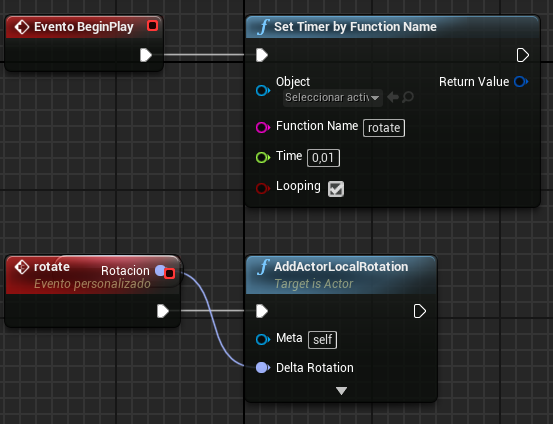 Evento BeginPlay
Set Timer by Function Name
Object
Seleccionar activ
Return Value
Function Name rotate
Time 0,01
Looping
rotate
Rotacion
Evento personalizado
AddActorLocalRotation
Target is Actor
Meta self
Delta Rotation